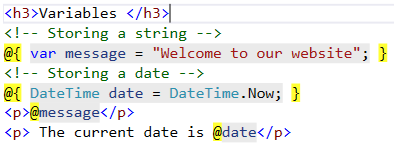 <h3>Variables </h3>
<!-- Storing a string -->
@{ var message = "Welcome to our website"; }
<!-- Storing a date -->
@{ DateTime date = DateTime.Now; }
<p>@message</p>
<p> The current date is @date</p>